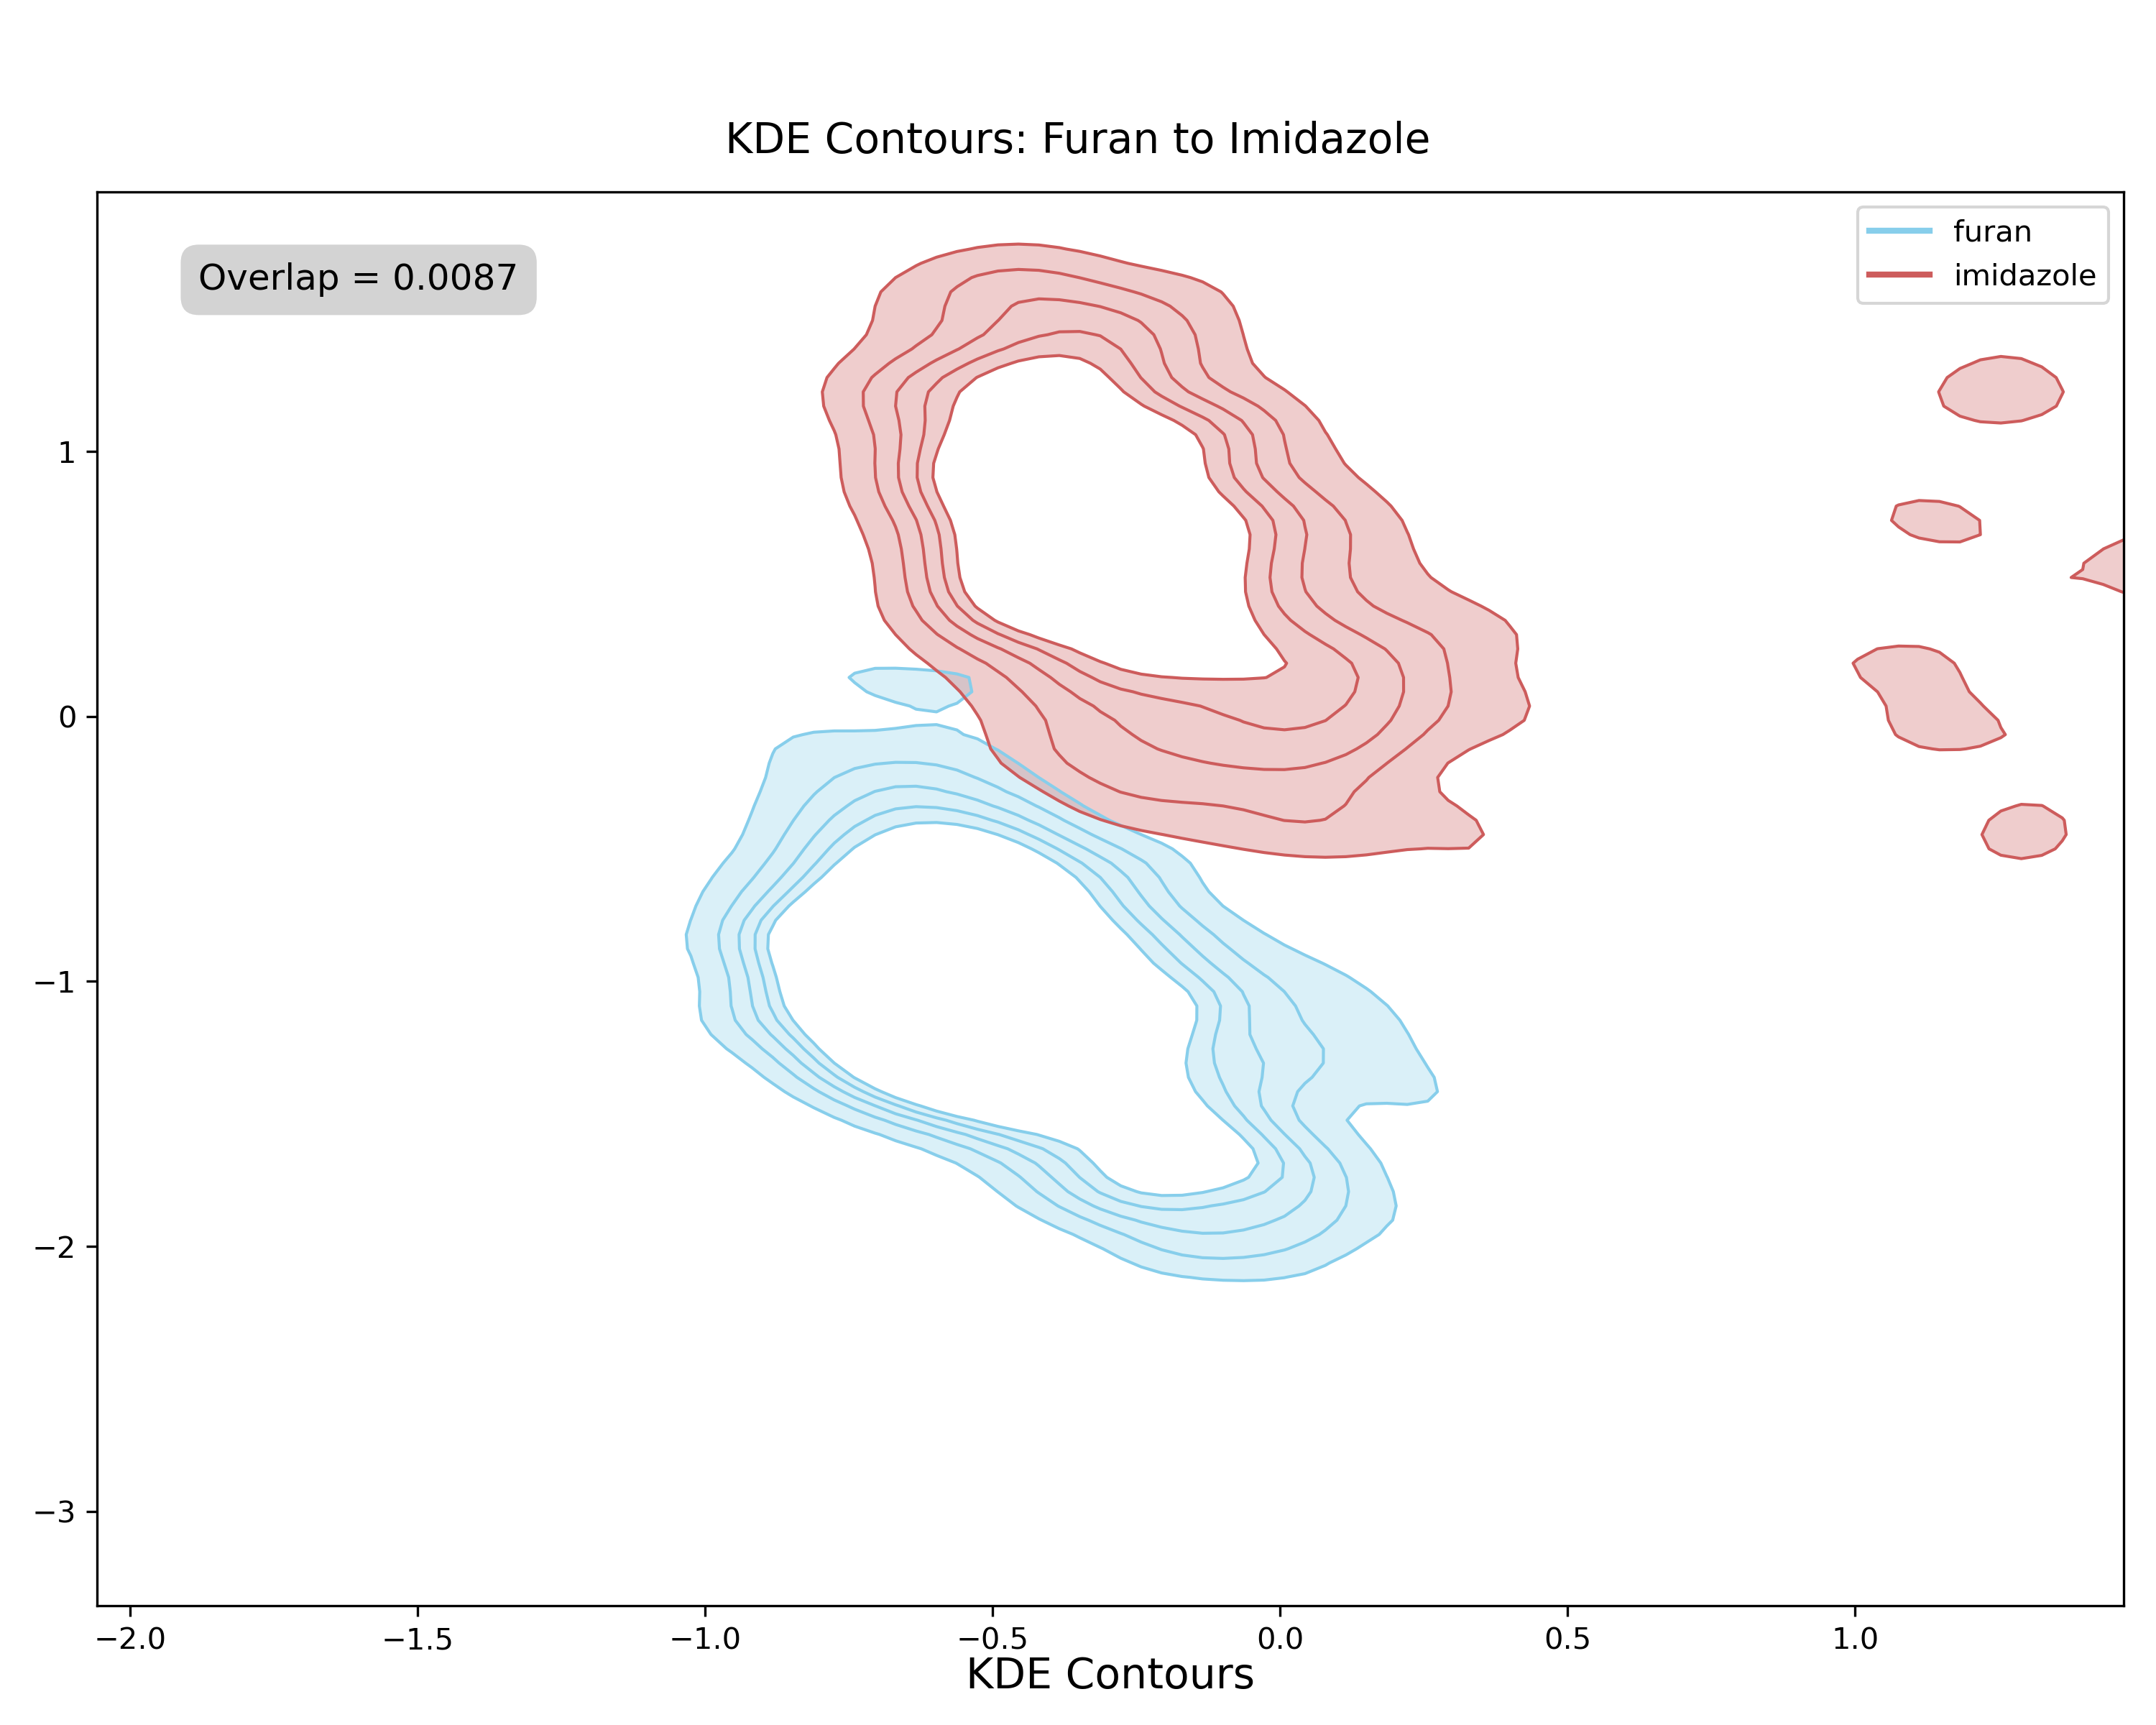 KDE Contours: Furan to Imidazole
Overlap = 0.0087
furan
imidazole
1
0
−1
−2
−3
−2.0 −1.5 −1.0 −0.5 0.0 0.5 1.0
KDE Contours